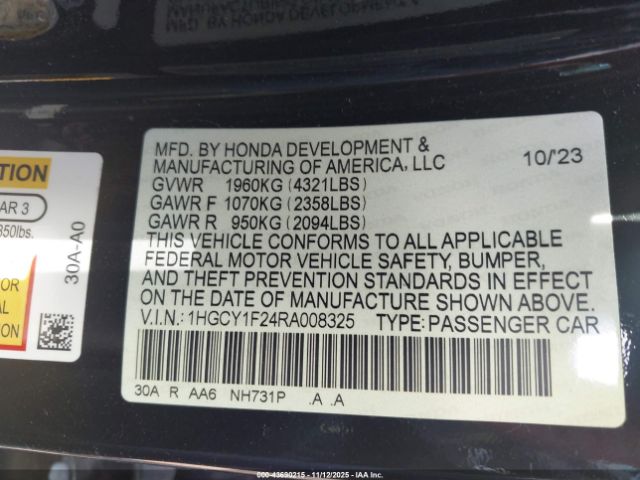 MFD. BY HONDA DEVELOPMENT &
MANUFACTURING OF AMERICA, LLC 10/'23
GVWR 1960KG (4321LBS)
GAWR F 1070KG (2358LBS)
GAWR R 950KG (2094LBS)
THIS VEHICLE CONFORMS TO ALL APPLICABLE
FEDERAL MOTOR VEHICLE SAFETY, BUMPER,
AND THEFT PREVENTION STANDARDS IN EFFECT
ON THE DATE OF MANUFACTURE SHOWN ABOVE.
V.I.N.: 1HGCY1F24RA008325 TYPE: PASSENGER CAR
30A R AA6 NH731P .A .A
AR 3
350lbs.
30A-A0
000-43690215 - 11/12/2025 - IAA Inc.